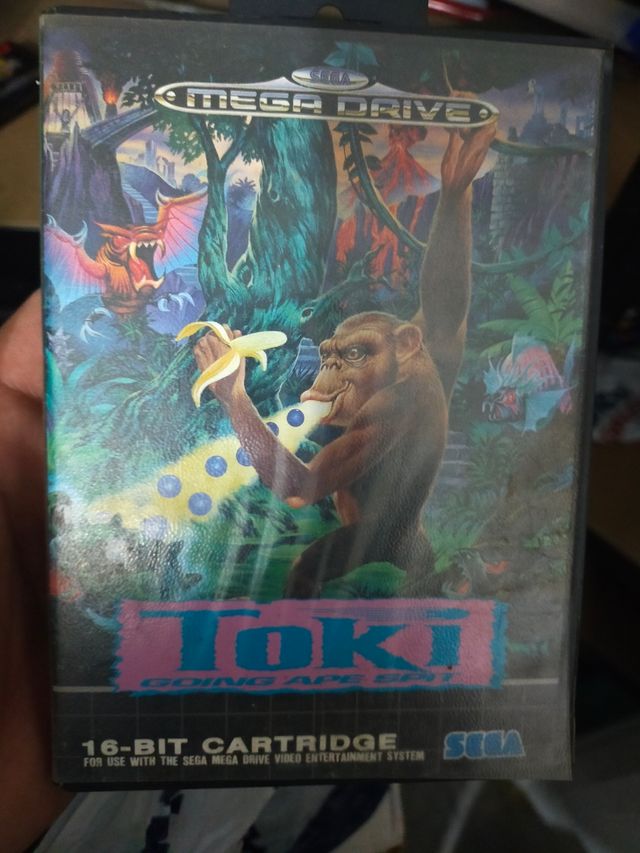 SEGA
MEGA DRIVE
TOKI
GOING APE SPIT
16-BIT CARTRIDGE
FOR USE WITH THE SEGA MEGA DRIVE VIDEO ENTERTAINMENT SYSTEM
SEGA